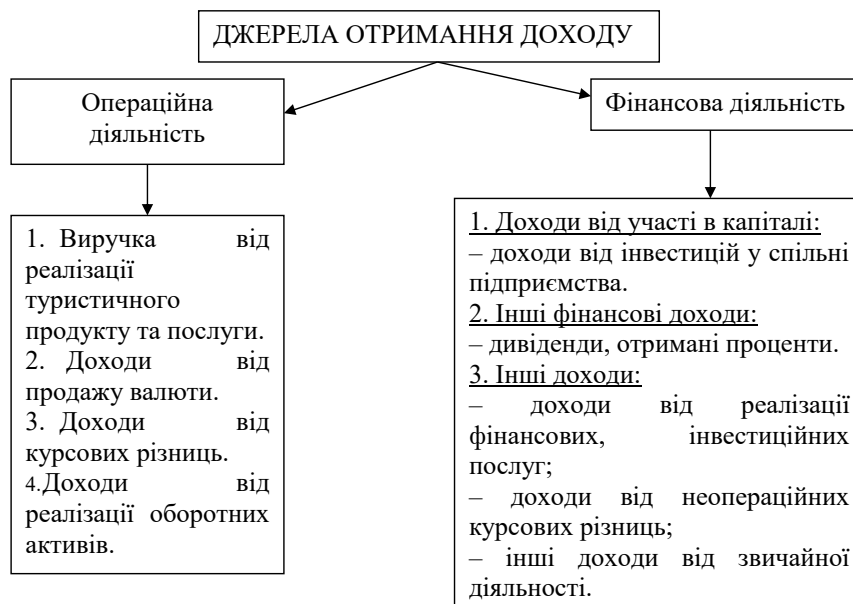 ДЖЕРЕЛА ОТРИМАННЯ ДОХОДУ
Операційна
діяльність
Фінансова діяльність
1. Виручка від
реалізації
туристичного
продукту та послуги.
2. Доходи від
продажу валюти.
3. Доходи від
курсових різниць.
4.Доходи від
реалізації оборотних
активів.
1. Доходи від участі в капіталі:
– доходи від інвестицій у спільні
підприємства.
2. Інші фінансові доходи:
– дивіденди, отримані проценти.
3. Інші доходи:
– доходи від реалізації
фінансових, інвестиційних
послуг;
– доходи від неопераційних
курсових різниць;
– інші доходи від звичайної
діяльності.